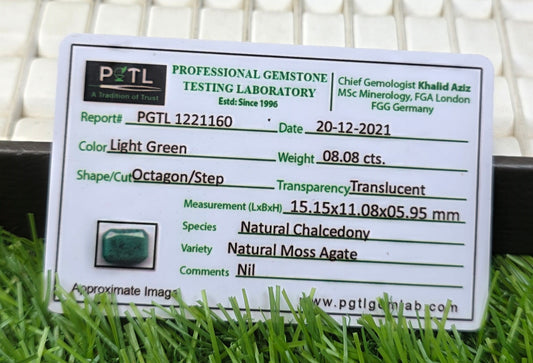 PGTL
A Tradition of Trust
PROFESSIONAL GEMSTONE
TESTING LABORATORY
Estd: Since 1996
Chief Gemologist Khalid Aziz
MSc Minerology, FGA London
FGG Germany
Report# PGTL 1221160 Date 20-12-2021
Color Light Green Weight 08.08 cts.
Shape/Cut Octagon/Step Transparency Translucent
Measurement (LxBxH) 15.15x11.08x05.95 mm
Species Natural Chalcedony
Variety Natural Moss Agate
Comments Nil
Approximate Image www.pgtlgemlab.com